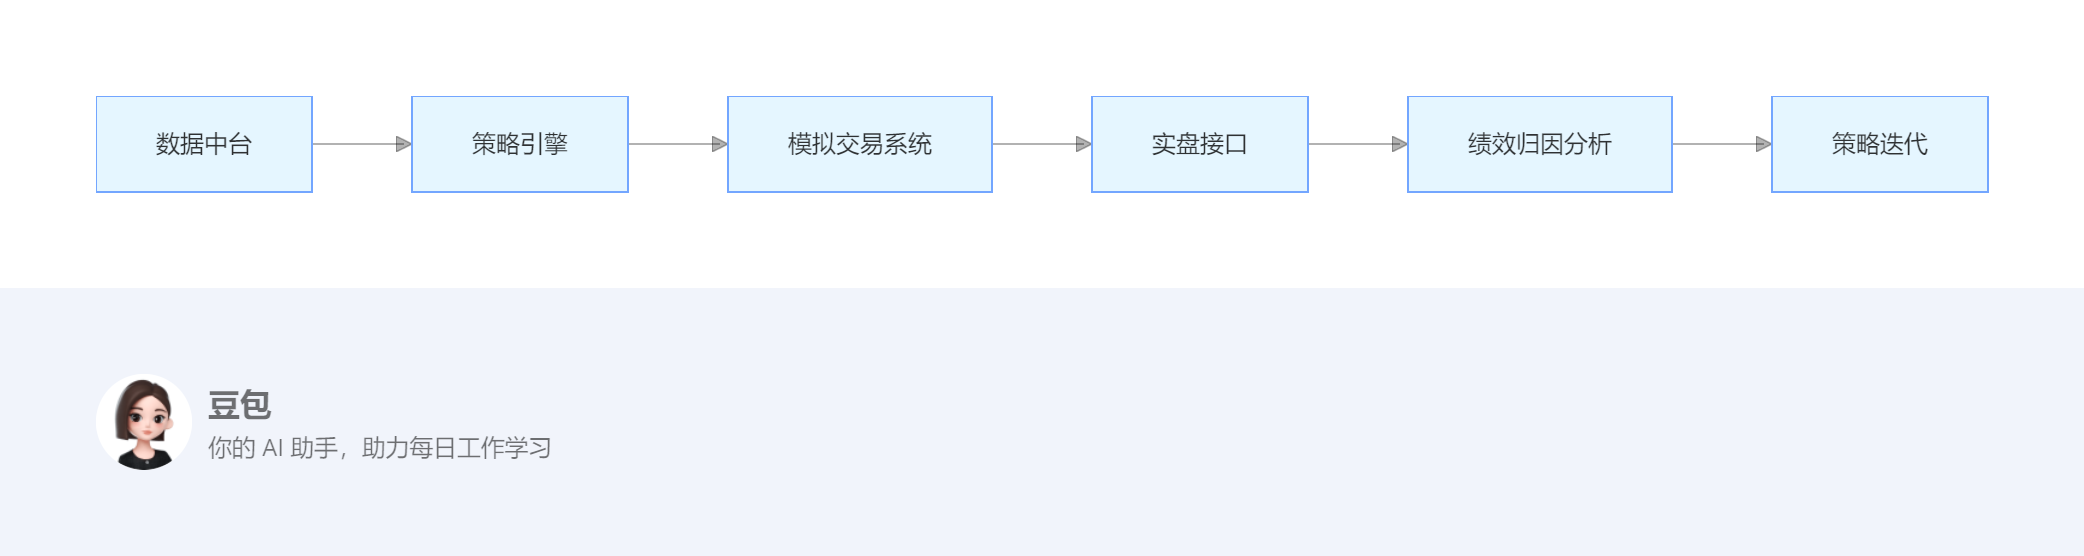 数据中台
策略引擎
模拟交易系统
实盘接口
绩效归因分析
策略迭代
豆包
你的 AI 助手，助力每日工作学习